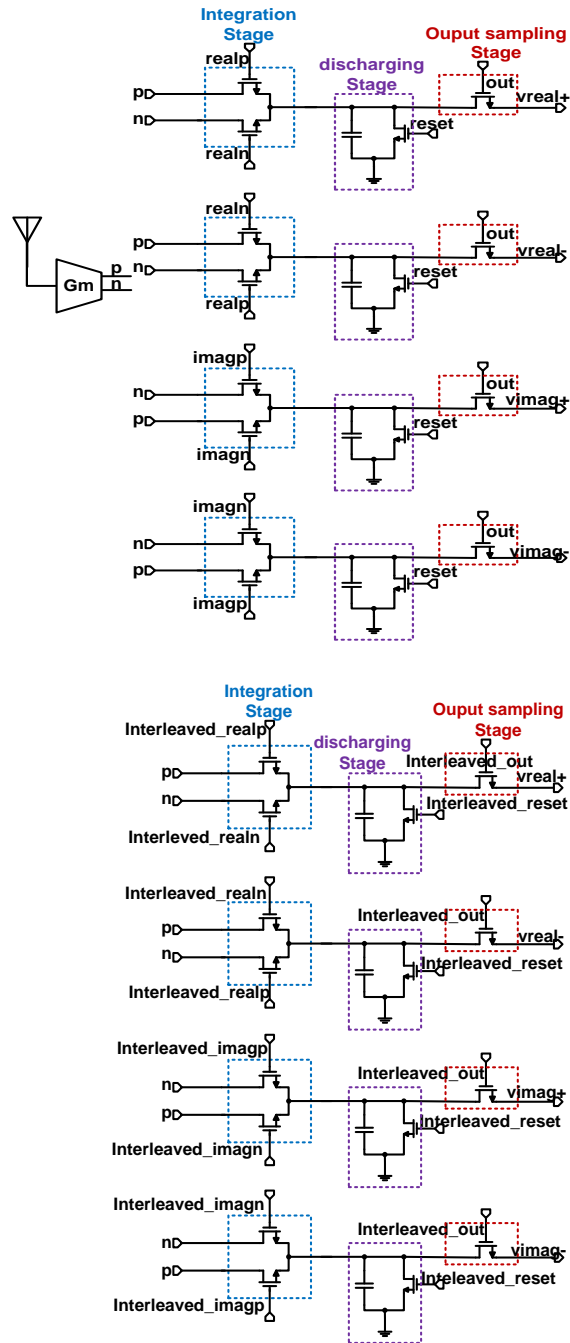 Integration
Stage
Ouput sampling
Stage
realp
discharging
Stage
out
p
vreal+
n
reset
realn
realn
out
p
vreal-
p
n
Gm
n
reset
realp
imagp
out
n
vimag+
p
reset
imagn
imagn
out
n
vimag-
p
reset
imagp
Integration
Stage
Ouput sampling
Stage
Interleaved_realp
discharging
Stage
Interleaved_out
p
vreal+
n
Interleaved_reset
Interleved_realn
Interleaved_realn
Interleaved_out
p
vreal-
n
Interleaved_reset
Interleaved_realp
Interleaved_imagp
Interleaved_out
n
vimag+
p
Interleaved_reset
Interleaved_imagn
Interleaved_imagn
Interleaved_out
n
vimag-
p
Inteleaved_reset
Interleaved_imagp